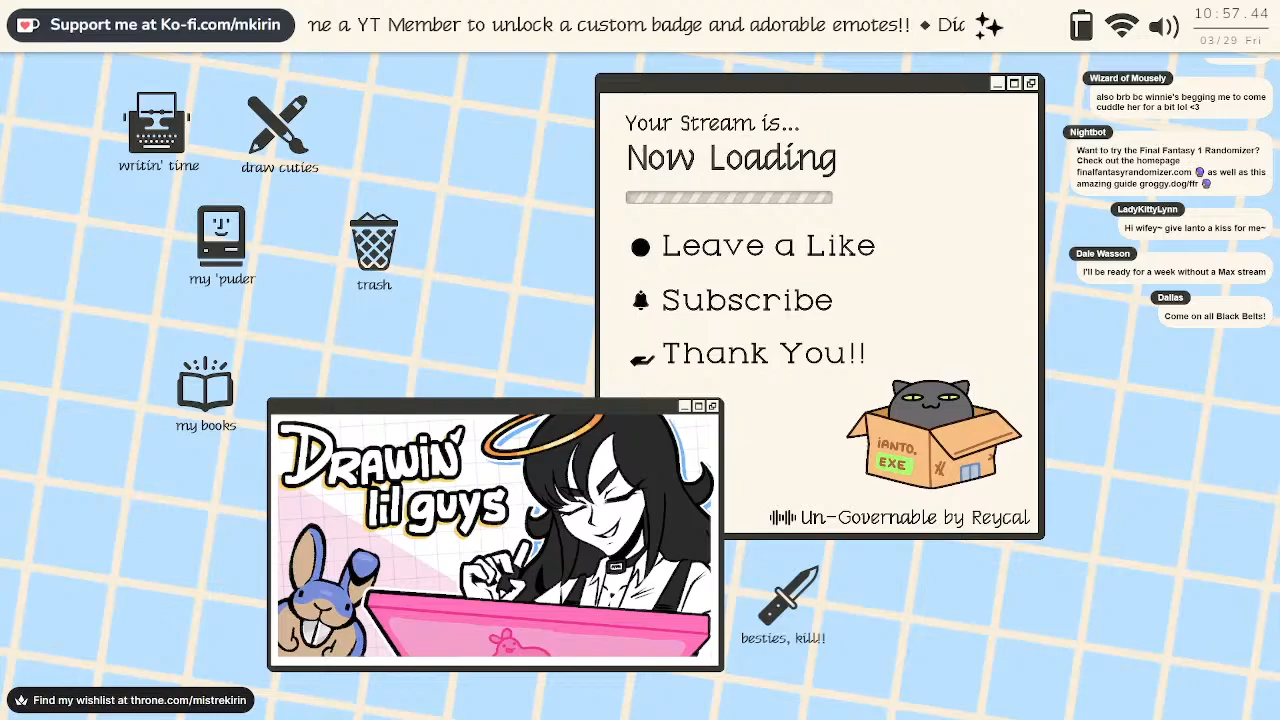 Support me at Ko-fi.com/mkirin
me a YT Member to unlock a custom badge and adorable emotes!! ◆ Dic
10:57.44
03/29 Fri
writin' time
draw cuties
my 'puder
trash
my books
Your Stream is...
Now Loading
Leave a Like
Subscribe
Thank You!!
IANTO.
EXE
Un-Governable by Reycal
DRAWIN'
lil guys
besties, kill!!
Wizard of Mousely
also brb bc winnie's begging me to come
cuddle her for a bit lol <3
Nightbot
Want to try the Final Fantasy 1 Randomizer?
Check out the homepage
finalfantasyrandomizer.com 🔮 as well as this
amazing guide groggy.dog/ffr 🔮
LadyKittyLynn
Hi wifey~ give Ianto a kiss for me~
Dale Wasson
I'll be ready for a week without a Max stream
Dallas
Come on all Black Belts!
Find my wishlist at throne.com/mistrekirin